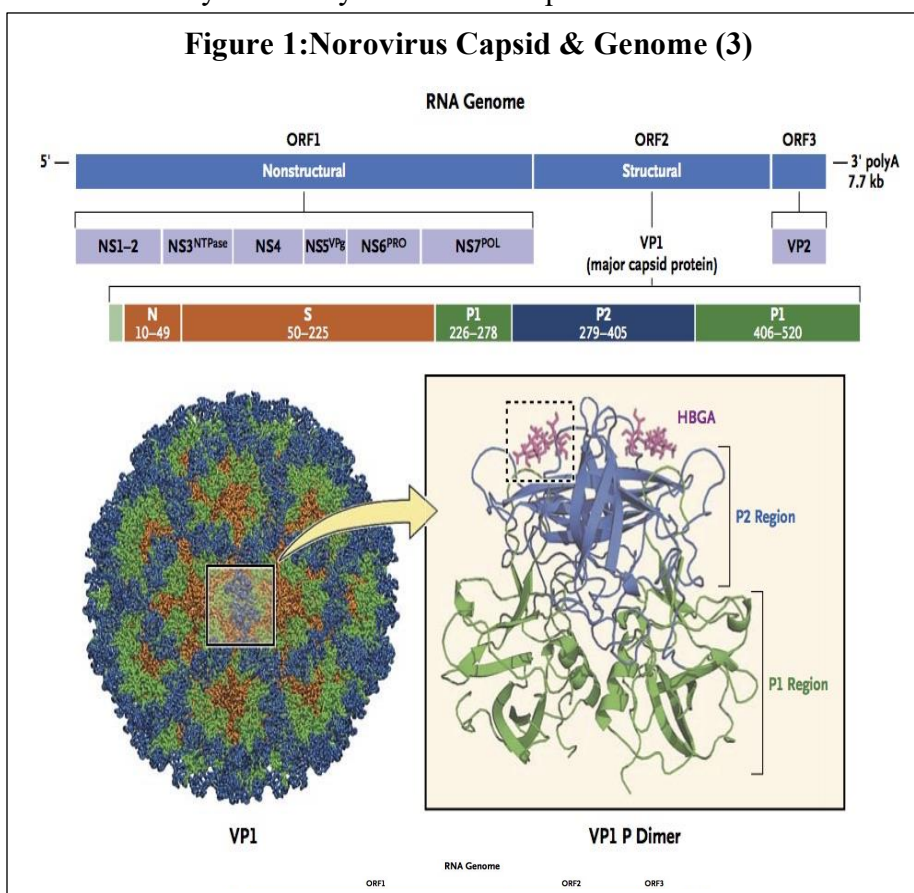 Figure 1:Norovirus Capsid & Genome (3)
RNA Genome
ORF1 ORF2 ORF3
5' — Nonstructural Structural — 3' polyA
7.7 kb
NS1–2 NS3NTPase NS4 NS5VPg NS6PRO NS7POL VP1 VP2
(major capsid protein)
N S P1 P2 P1
10–49 50–225 226–278 279–405 406–520
HBGA
P2 Region
P1 Region
VP1 VP1 P Dimer
RNA Genome
ORF1 ORF2 ORF3